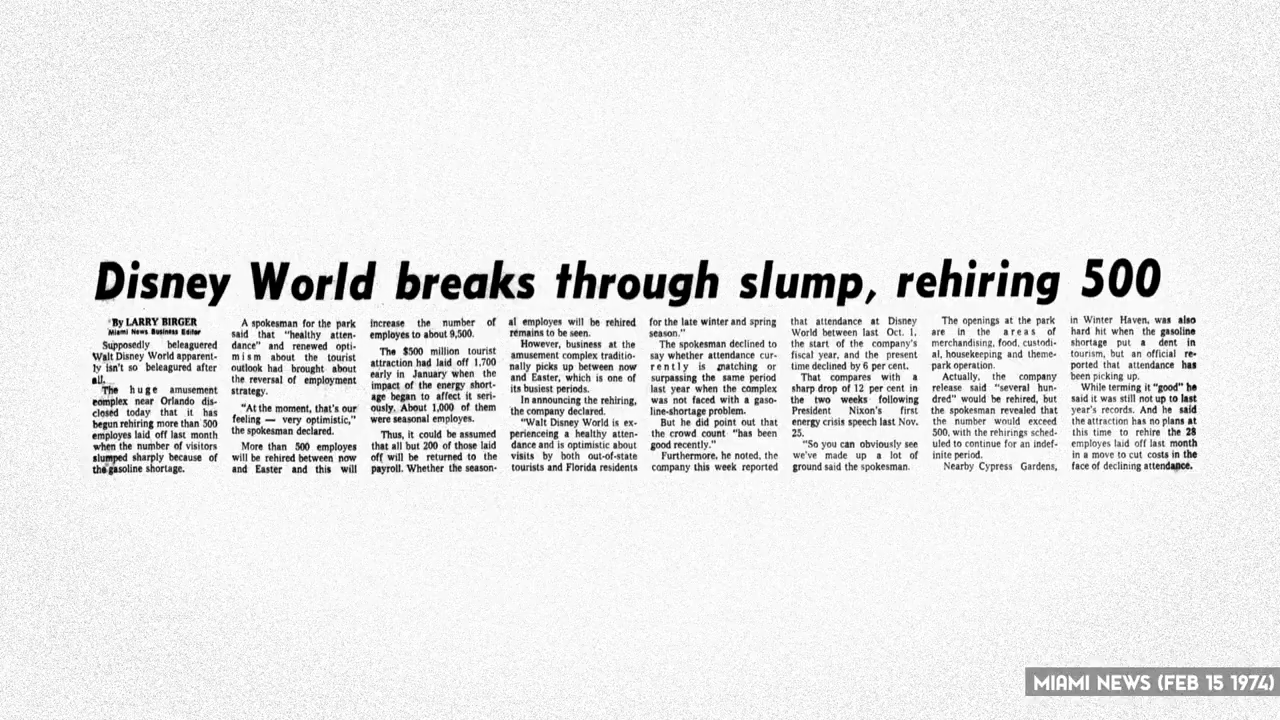 Disney World breaks through slump, rehiring 500
By LARRY BIRGER
Miami News Business Editor
Supposedly beleaguered
Walt Disney World apparent-
ly isn't so beleagured after
all.
The huge amusement
complex near Orlando dis-
closed today that it has
begun rehiring more than 500
employes laid off last month
when the number of visitors
slumped sharply because of
the gasoline shortage.
A spokesman for the park
said that "healthy atten-
dance" and renewed opti-
mism about the tourist
outlook had brought about
the reversal of employment
strategy.
"At the moment, that's our
feeling — very optimistic,"
the spokesman declared.
More than 500 employes
will be rehired between now
and Easter and this will
increase the number of
employes to about 9,500.
The $500 million tourist
attraction had laid off 1,700
early in January when the
impact of the energy short-
age began to affect it seri-
ously. About 1,000 of them
were seasonal employes.
Thus, it could be assumed
that all but 200 of those laid
off will be returned to the
payroll. Whether the season-
al employes will be rehired
remains to be seen.
However, business at the
amusement complex traditio-
nally picks up between now
and Easter, which is one of
its busiest periods.
In announcing the rehiring,
the company declared.
"Walt Disney World is ex-
periencing a healthy atten-
dance and is optimistic about
visits by both out-of-state
tourists and Florida residents
for the late winter and spring
season."
The spokesman declined to
say whether attendance cur-
rently is matching or
surpassing the same period
last year when the complex
was not faced with a gaso-
line-shortage problem.
But he did point out that
the crowd count "has been
good recently."
Furthermore, he noted, the
company this week reported
that attendance at Disney
World between last Oct. 1,
the start of the company's
fiscal year, and the present
time declined by 6 per cent.
That compares with a
sharp drop of 12 per cent in
the two weeks following
President Nixon's first
energy crisis speech last Nov.
25.
"So you can obviously see
we've made up a lot of
ground said the spokesman.
The openings at the park
are in the areas of
merchandising, food, custodi-
al, housekeeping and theme-
park operation.
Actually, the company
release said "several hun-
dred" would be rehired, but
the spokesman revealed that
the number would exceed
500, with the rehirings sched-
uled to continue for an indef-
inite period.
Nearby Cypress Gardens,
in Winter Haven, was also
hard hit when the gasoline
shortage put a dent in
tourism, but an official re-
ported that attendance has
been picking up.
While terming it "good" he
said it was still not up to last
year's records. And he said
the attraction has no plans at
this time to rehire the 28
employes laid off last month
in a move to cut costs in the
face of declining attendance.
MIAMI NEWS (FEB 15 1974)